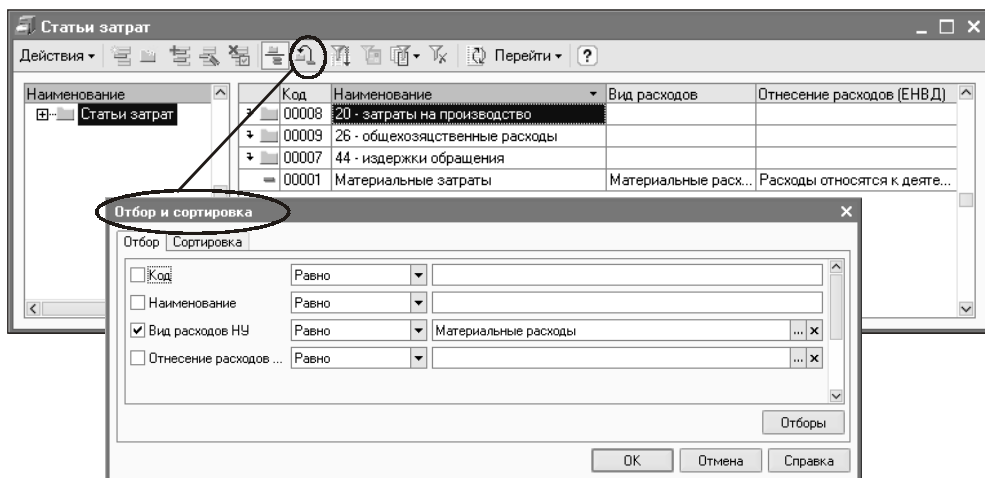 Статьи затрат
Действия Перейти ?
Наименование
Статьи затрат
Код Наименование Вид расходов Отнесение расходов (ЕНВД)
00008 20 - затраты на производство
00009 26 - общехозяцственные расходы
00007 44 - издержки обращения
00001 Материальные затраты Материальные расх... Расходы относятся к деяте...
Отбор и сортировка
Отбор Сортировка
Код Равно
Наименование Равно
Вид расходов НУ Равно Материальные расходы ...
Отнесение расходов ... Равно ...
Отборы
OK Отмена Справка